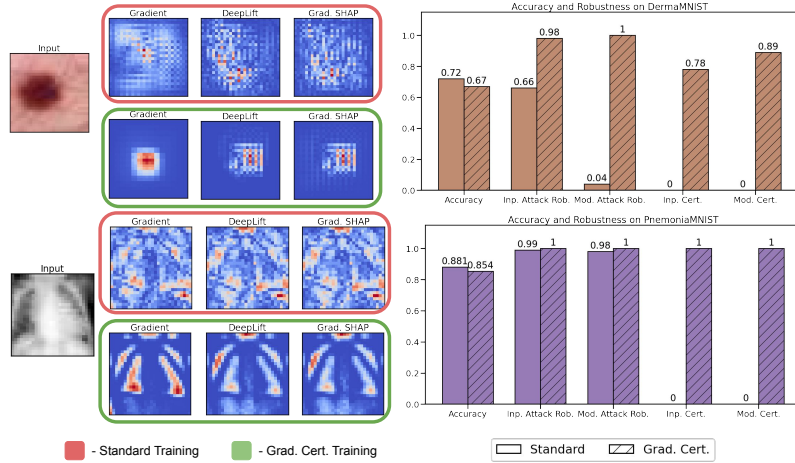 Gradient DeepLift Grad. SHAP
Input
Gradient DeepLift Grad. SHAP
Gradient DeepLift Grad. SHAP
Input
Gradient DeepLift Grad. SHAP
- Standard Training - Grad. Cert. Training
Accuracy and Robustness on DermaMNIST
1.0
0.8
0.6
0.4
0.2
0.0
0.72 0.67 0.66 0.98 0.04 1 0 0.78 0 0.89
Accuracy Inp. Attack Rob. Mod. Attack Rob. Inp. Cert. Mod. Cert.
Accuracy and Robustness on PnemoniaMNIST
1.0
0.8
0.6
0.4
0.2
0.0
0.881 0.854 0.99 1 0.98 1 0 1 0 1
Accuracy Inp. Attack Rob. Mod. Attack Rob. Inp. Cert. Mod. Cert.
Standard Grad. Cert.